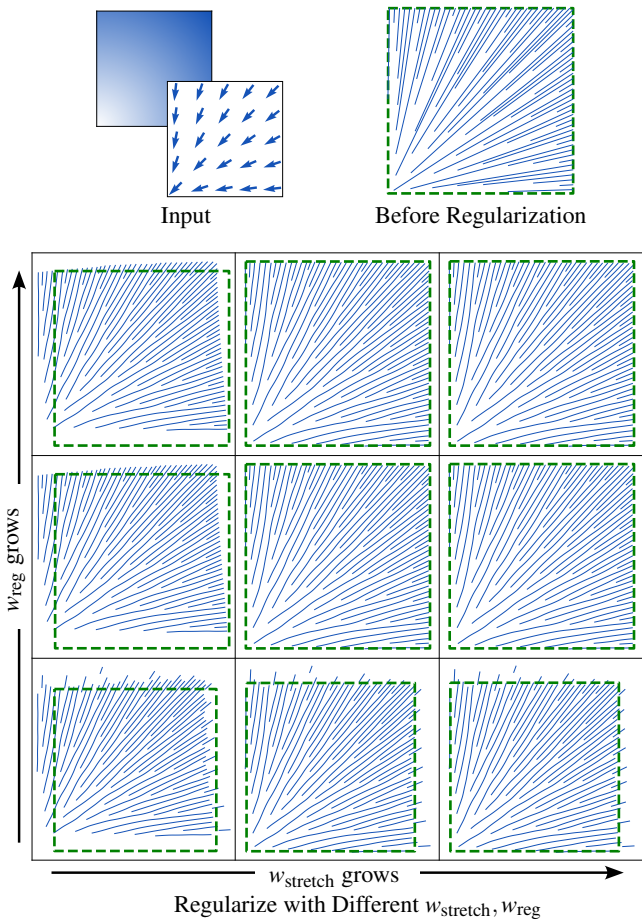 Input
Before Regularization
w_reg grows
w_stretch grows
Regularize with Different w_stretch, w_reg